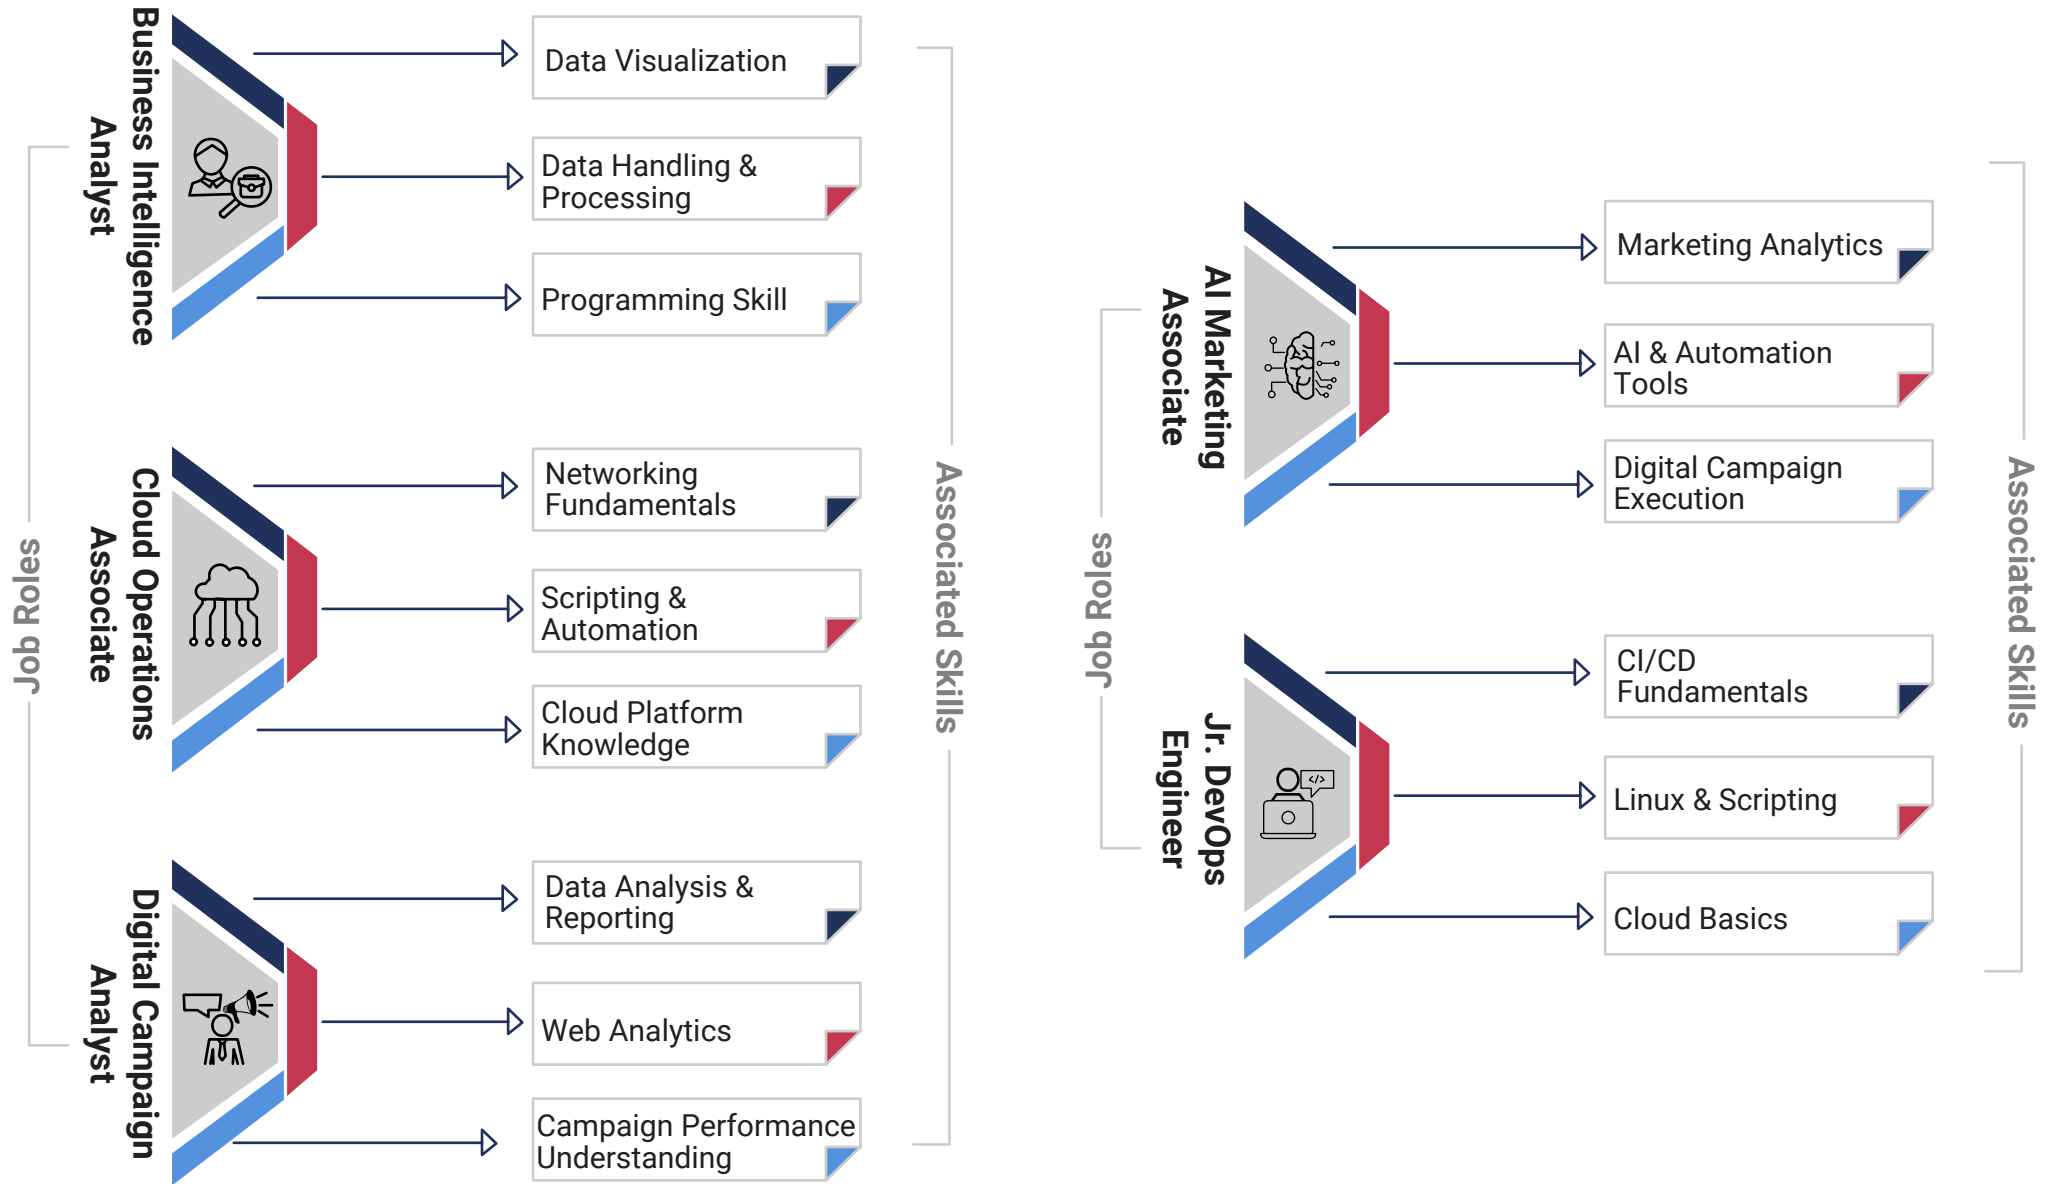 Job Roles
Business Intelligence
Analyst
Data Visualization
Data Handling &
Processing
Programming Skill
Cloud Operations
Associate
Networking
Fundamentals
Scripting &
Automation
Cloud Platform
Knowledge
Digital Campaign
Analyst
Data Analysis &
Reporting
Web Analytics
Campaign Performance
Understanding
Associated Skills
Job Roles
AI Marketing
Associate
Marketing Analytics
AI & Automation
Tools
Digital Campaign
Execution
Jr. DevOps
Engineer
</>
CI/CD
Fundamentals
Linux & Scripting
Cloud Basics
Associated Skills